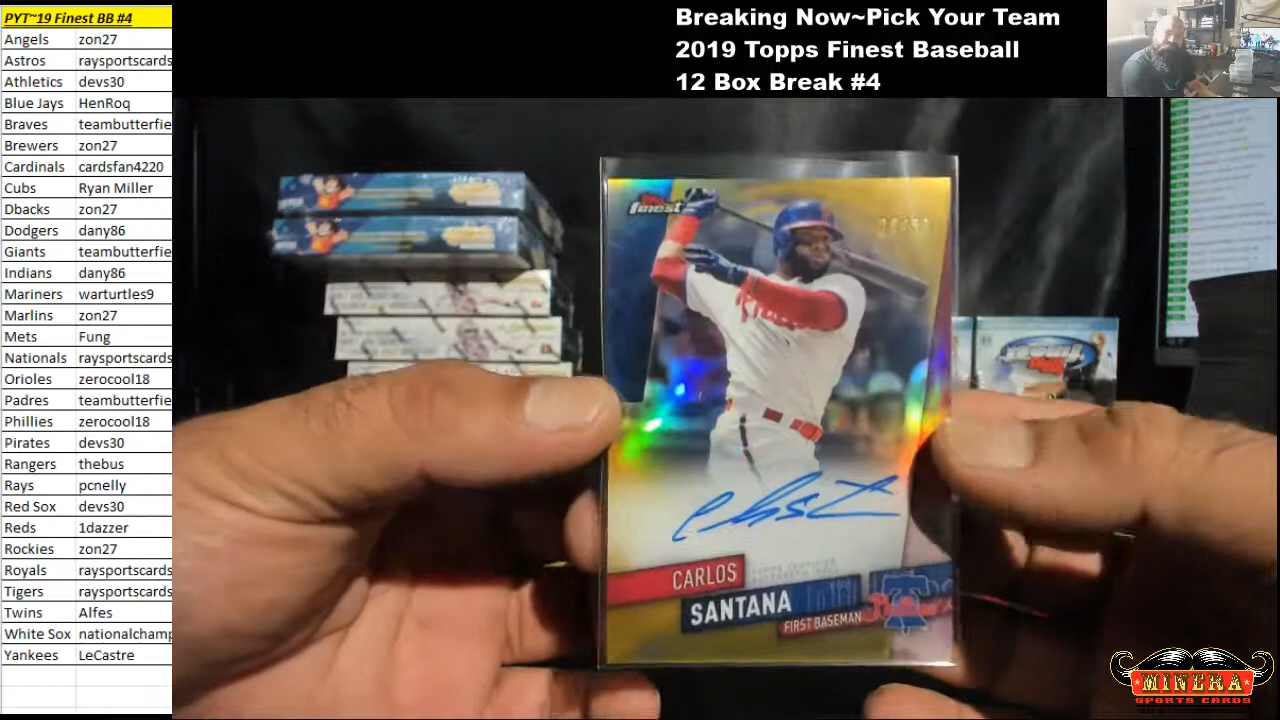 PYT~19 Finest BB #4
Angels zon27
Astros raysportscards
Athletics devs30
Blue Jays HenRoq
Braves teambutterfie
Brewers zon27
Cardinals cardsfan4220
Cubs Ryan Miller
Dbacks zon27
Dodgers dany86
Giants teambutterfie
Indians dany86
Mariners warturtles9
Marlins zon27
Mets Fung
Nationals raysportscards
Orioles zerocool18
Padres teambutterfie
Phillies zerocool18
Pirates devs30
Rangers thebus
Rays pcnelly
Red Sox devs30
Reds 1dazzer
Rockies zon27
Royals raysportscards
Tigers raysportscards
Twins Alfes
White Sox nationalchamp
Yankees LeCastre
Breaking Now~Pick Your Team
2019 Topps Finest Baseball
12 Box Break #4
finest
CARLOS
TOPPS CERTIFIED
SANTANA
FIRST BASEMAN
MINERA
SPORTS CARDS